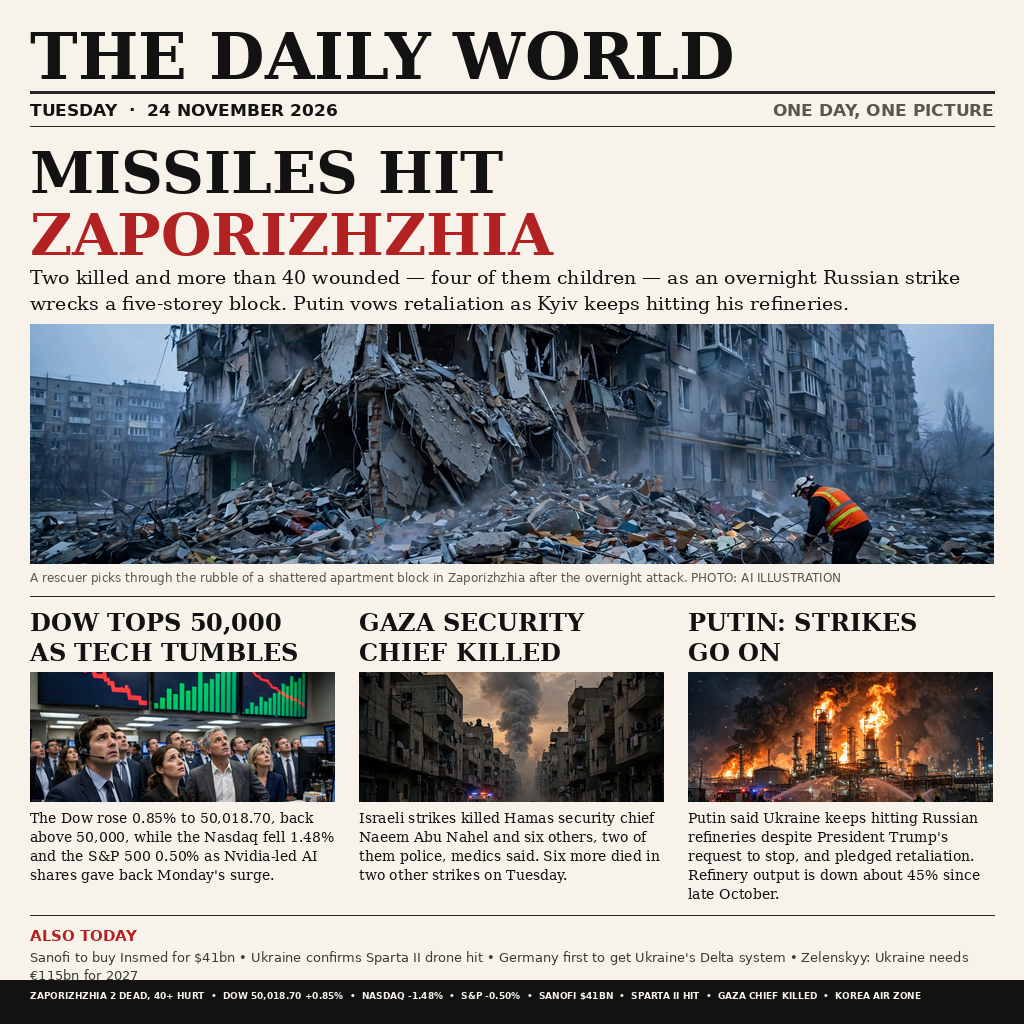 THE DAILY WORLD
TUESDAY · 24 NOVEMBER 2026
ONE DAY, ONE PICTURE
MISSILES HIT
ZAPORIZHZHIA
Two killed and more than 40 wounded — four of them children — as an overnight Russian strike
wrecks a five-storey block. Putin vows retaliation as Kyiv keeps hitting his refineries.
A rescuer picks through the rubble of a shattered apartment block in Zaporizhzhia after the overnight attack. PHOTO: AI ILLUSTRATION
DOW TOPS 50,000
AS TECH TUMBLES
The Dow rose 0.85% to 50,018.70, back
above 50,000, while the Nasdaq fell 1.48%
and the S&P 500 0.50% as Nvidia-led AI
shares gave back Monday's surge.
GAZA SECURITY
CHIEF KILLED
Israeli strikes killed Hamas security chief
Naeem Abu Nahel and six others, two of
them police, medics said. Six more died in
two other strikes on Tuesday.
PUTIN: STRIKES
GO ON
Putin said Ukraine keeps hitting Russian
refineries despite President Trump's
request to stop, and pledged retaliation.
Refinery output is down about 45% since
late October.
ALSO TODAY
Sanofi to buy Insmed for $41bn • Ukraine confirms Sparta II drone hit • Germany first to get Ukraine's Delta system • Zelenskyy: Ukraine needs
€115bn for 2027
ZAPORIZHZHIA 2 DEAD, 40+ HURT • DOW 50,018.70 +0.85% • NASDAQ -1.48% • S&P -0.50% • SANOFI $41BN • SPARTA II HIT • GAZA CHIEF KILLED • KOREA AIR ZONE